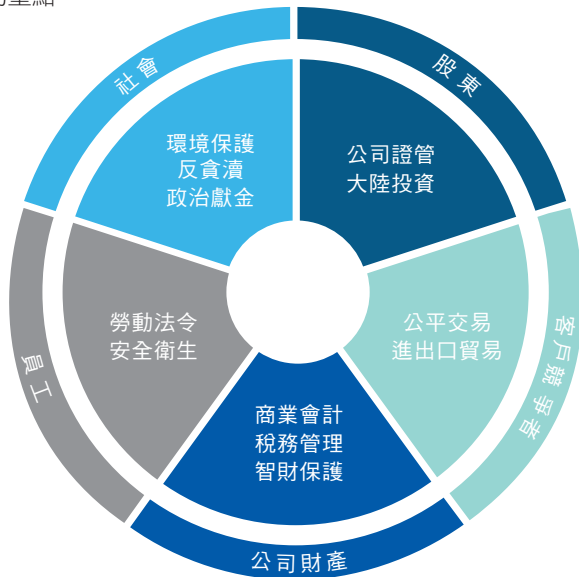 重點
社會
股東
環境保護
反貪瀆
政治獻金
公司證管
大陸投資
勞動法令
安全衛生
公平交易
進出口貿易
員工
客戶競爭者
商業會計
稅務管理
智財保護
公司財產